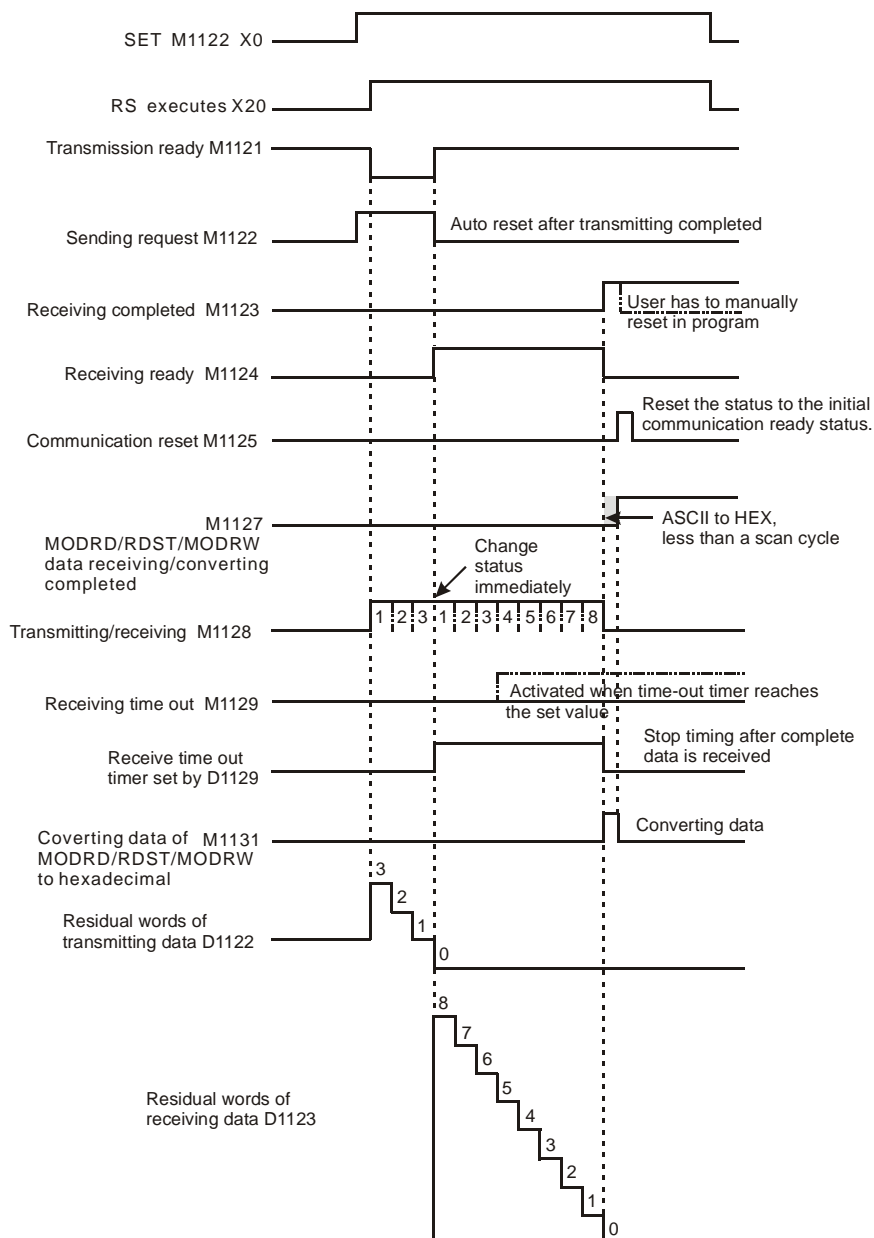 SET M1122 X0
RS executes X20
Transmission ready M1121
Sending request M1122
Auto reset after transmitting completed
Receiving completed M1123
User has to manually
reset in program
Receiving ready M1124
Reset the status to the initial
communication ready status.
Communication reset M1125
M1127
MODRD/RDST/MODRW
data receiving/converting
completed
ASCII to HEX,
less than a scan cycle
Change
status
immediately
Transmitting/receiving M1128
1 2 3 1 2 3 4 5 6 7 8
Receiving time out M1129
Activated when time-out timer reaches
the set value
Receive time out
timer set by D1129
Stop timing after complete
data is received
Coverting data of M1131
MODRD/RDST/MODRW
to hexadecimal
Converting data
Residual words of
transmitting data D1122
3
2
1
0
Residual words of
receiving data D1123
8
7
6
5
4
3
2
1
0